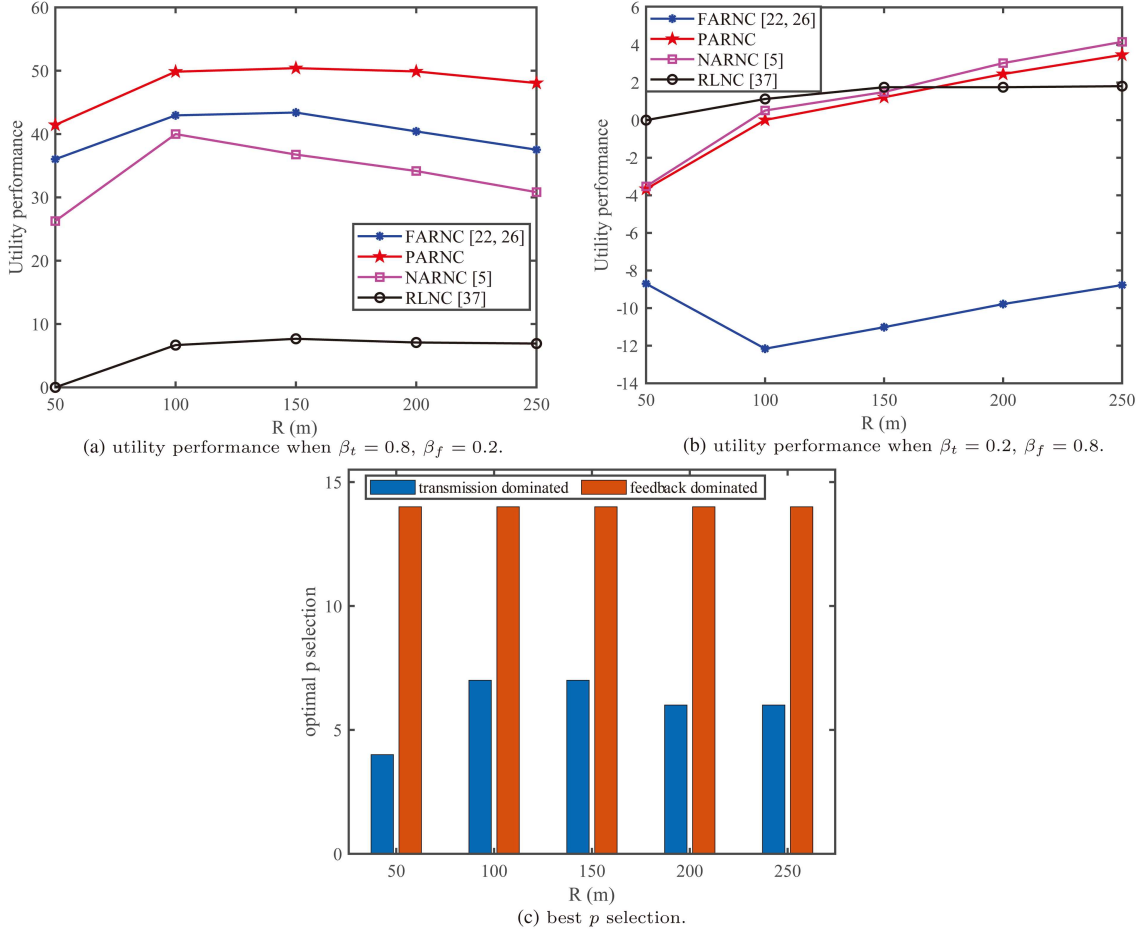 60
50
40
30
20
10
0
Utility performance
FARNC [22, 26]
PARNC
NARNC [5]
RLNC [37]
50 100 150 200 250
R (m)
(a) utility performance when βt = 0.8, βf = 0.2.
6
4
2
0
-2
-4
-6
-8
-10
-12
-14
Utility performance
FARNC [22, 26]
PARNC
NARNC [5]
RLNC [37]
50 100 150 200 250
R (m)
(b) utility performance when βt = 0.2, βf = 0.8.
15
10
5
0
optimal p selection
transmission dominated feedback dominated
50 100 150 200 250
R (m)
(c) best p selection.